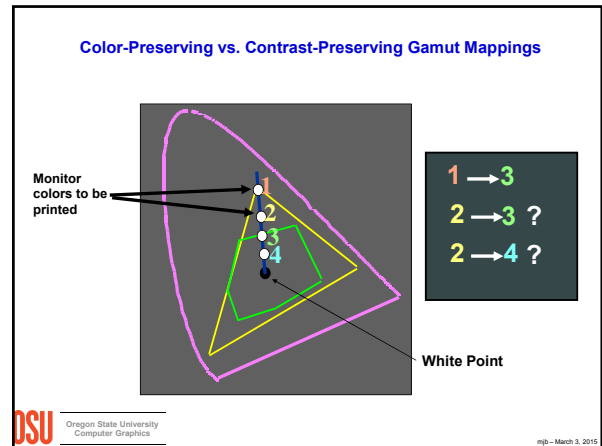 Color-Preserving vs. Contrast-Preserving Gamut Mappings
Monitor
colors to be
printed
1
2
3
4
1 → 3
2 → 3 ?
2 → 4 ?
White Point
OSU
Oregon State University
Computer Graphics
mjb – March 3, 2015